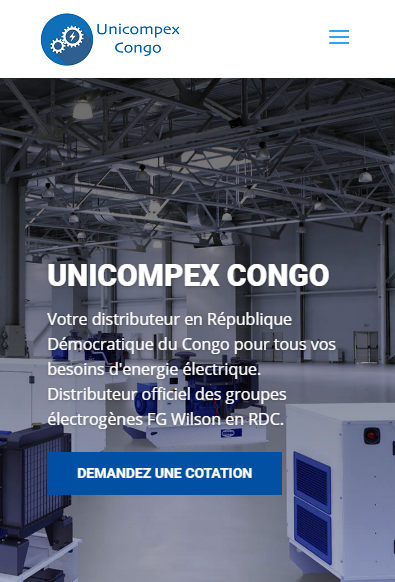 Unicompex
Congo
UNICOMPEX CONGO
Votre distributeur en République
Démocratique du Congo pour tous vos
besoins d'energie électrique.
Distributeur officiel des groupes
électrogènes FG Wilson en RDC.
DEMANDEZ UNE COTATION